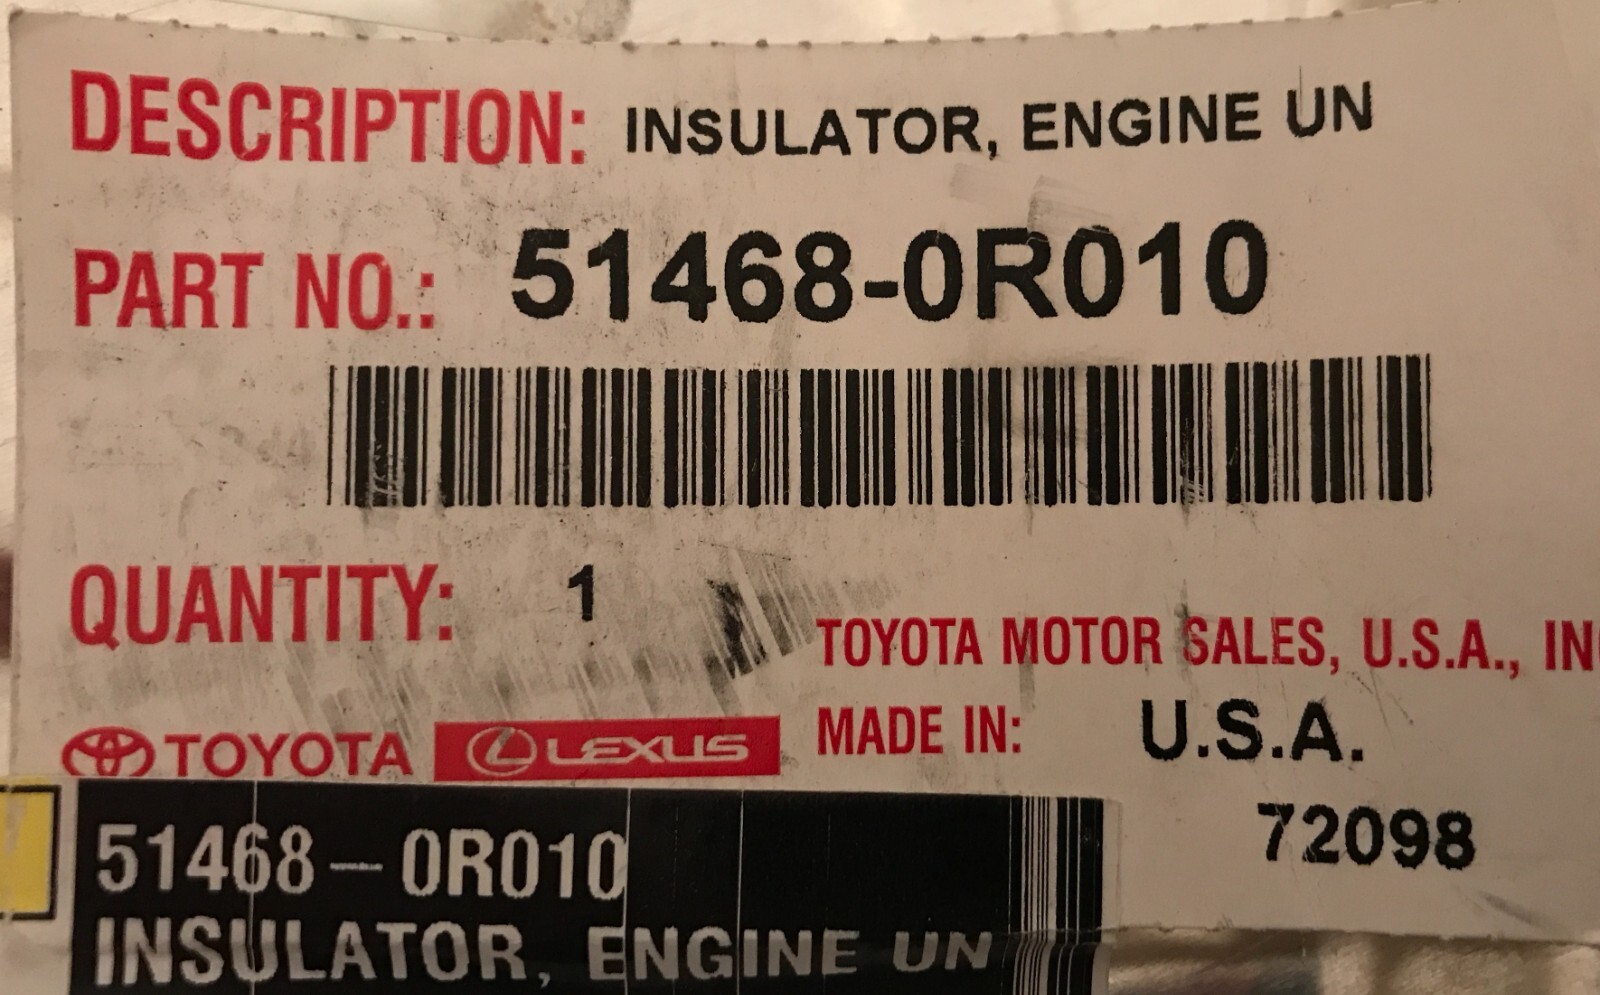 DESCRIPTION: INSULATOR, ENGINE UN
PART NO.: 51468-0R010
QUANTITY: 1
TOYOTA MOTOR SALES, U.S.A., IN
TOYOTA LEXUS MADE IN: U.S.A.
72098
51468-0R010
INSULATOR, ENGINE UN